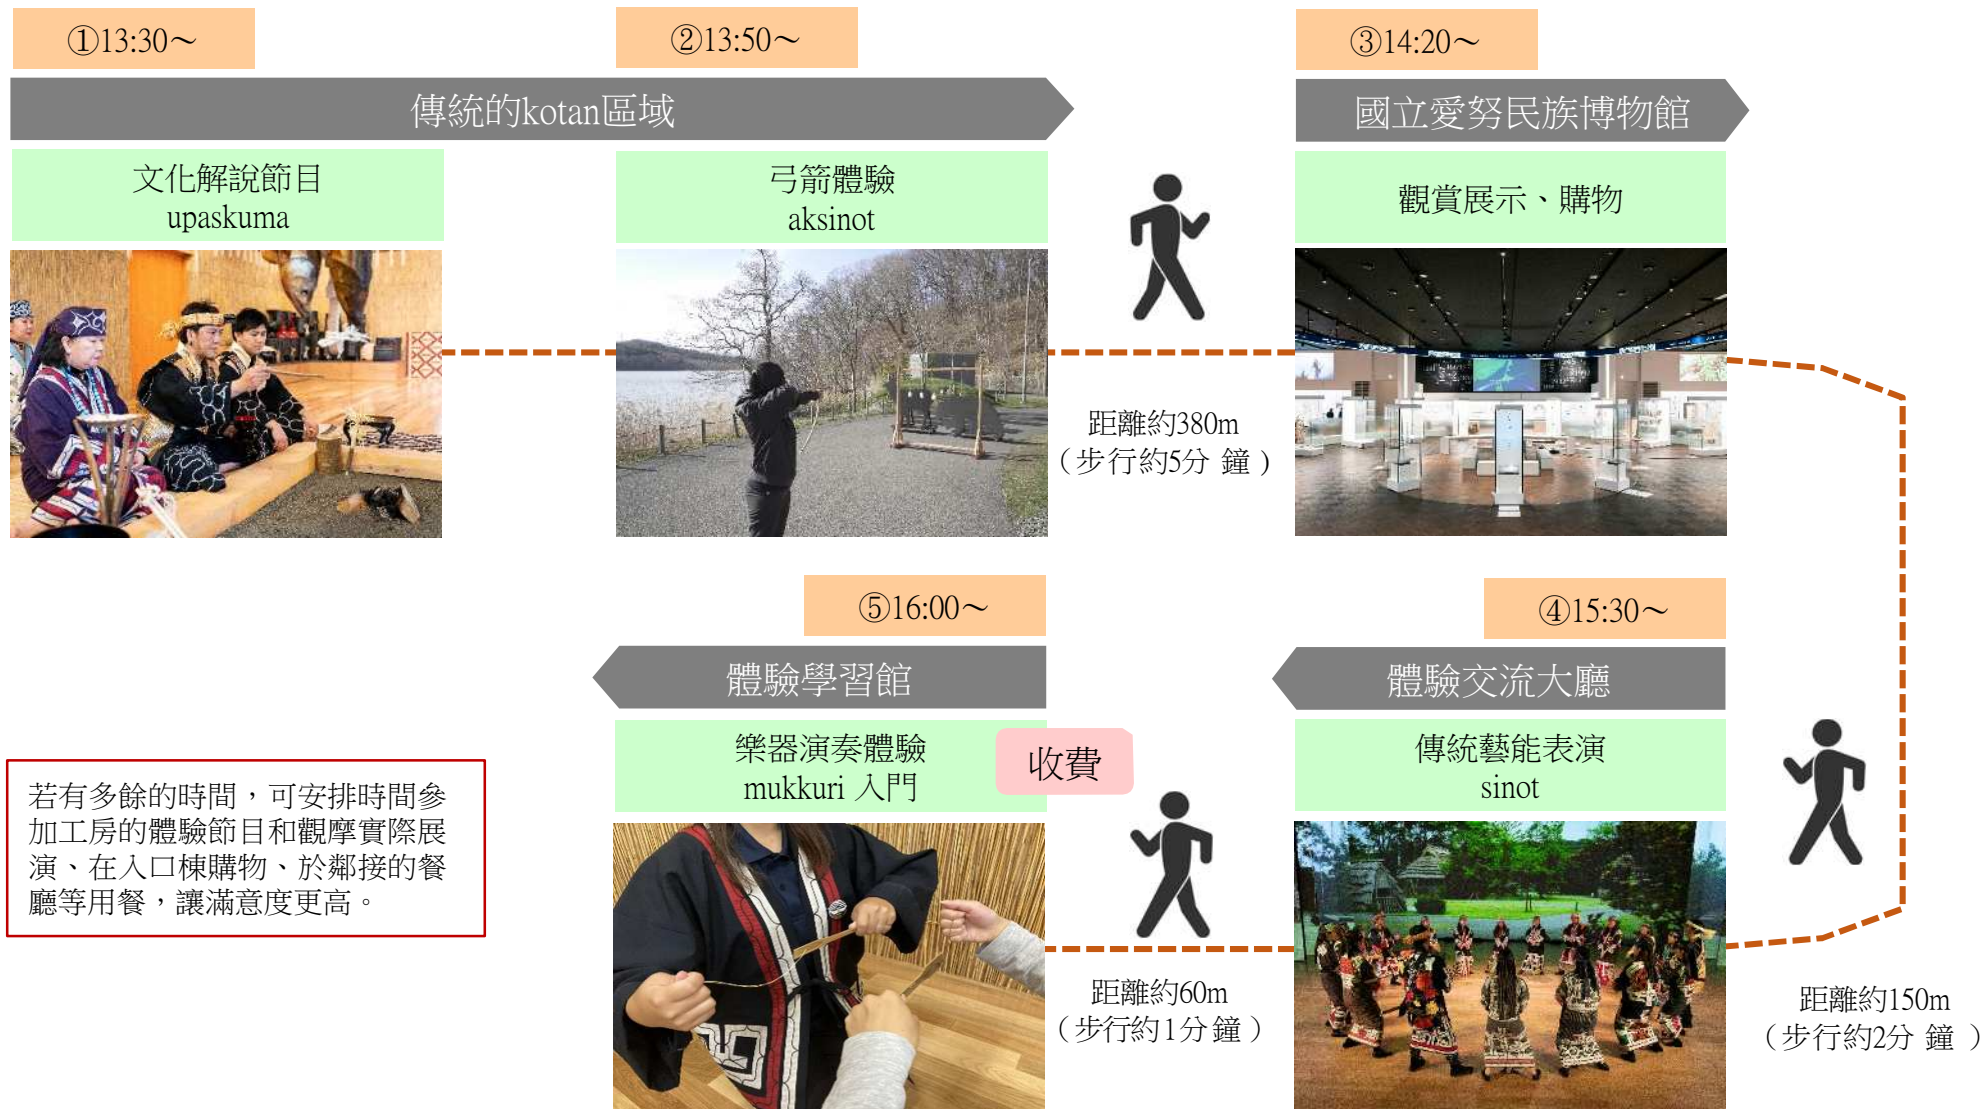 ①13:30～
②13:50～
③14:20～
傳統的kotan區域
國立愛努民族博物館
文化解說節目
upaskuma
弓箭體驗
aksinot
觀賞展示、購物
距離約380m
（步行約5分 鐘 )
⑤16:00～
④15:30～
體驗學習館
體驗交流大廳
樂器演奏體驗
mukkuri 入門
收費
傳統藝能表演
sinot
若有多餘的時間，可安排時間參
加工房的體驗節目和觀摩實際展
演、在入口棟購物、於鄰接的餐
廳等用餐，讓滿意度更高。
距離約60m
（步行約1分 鐘 ）
距離約150m
（步行約2分 鐘 ）